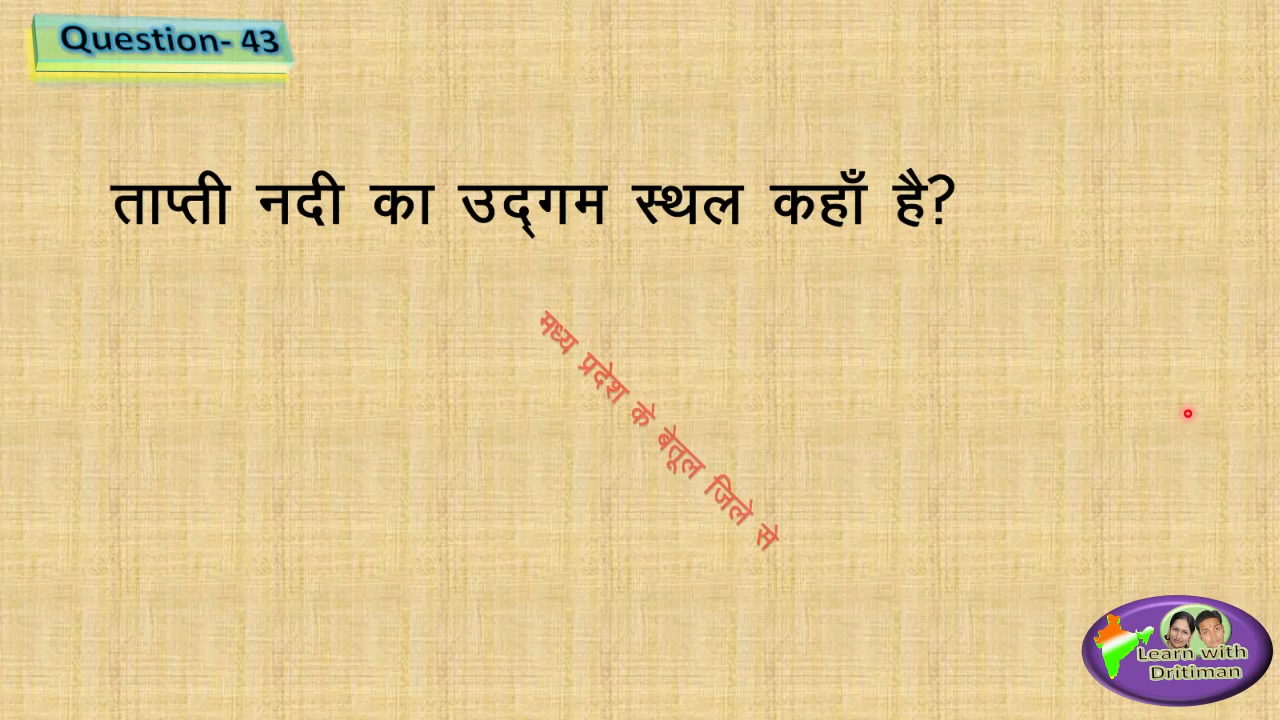 Question- 43
ताप्ती नदी का उद्‌गम स्थल कहाँ है?
मध्य प्रदेश के बेतूल जिले से
Learn with
Dritiman